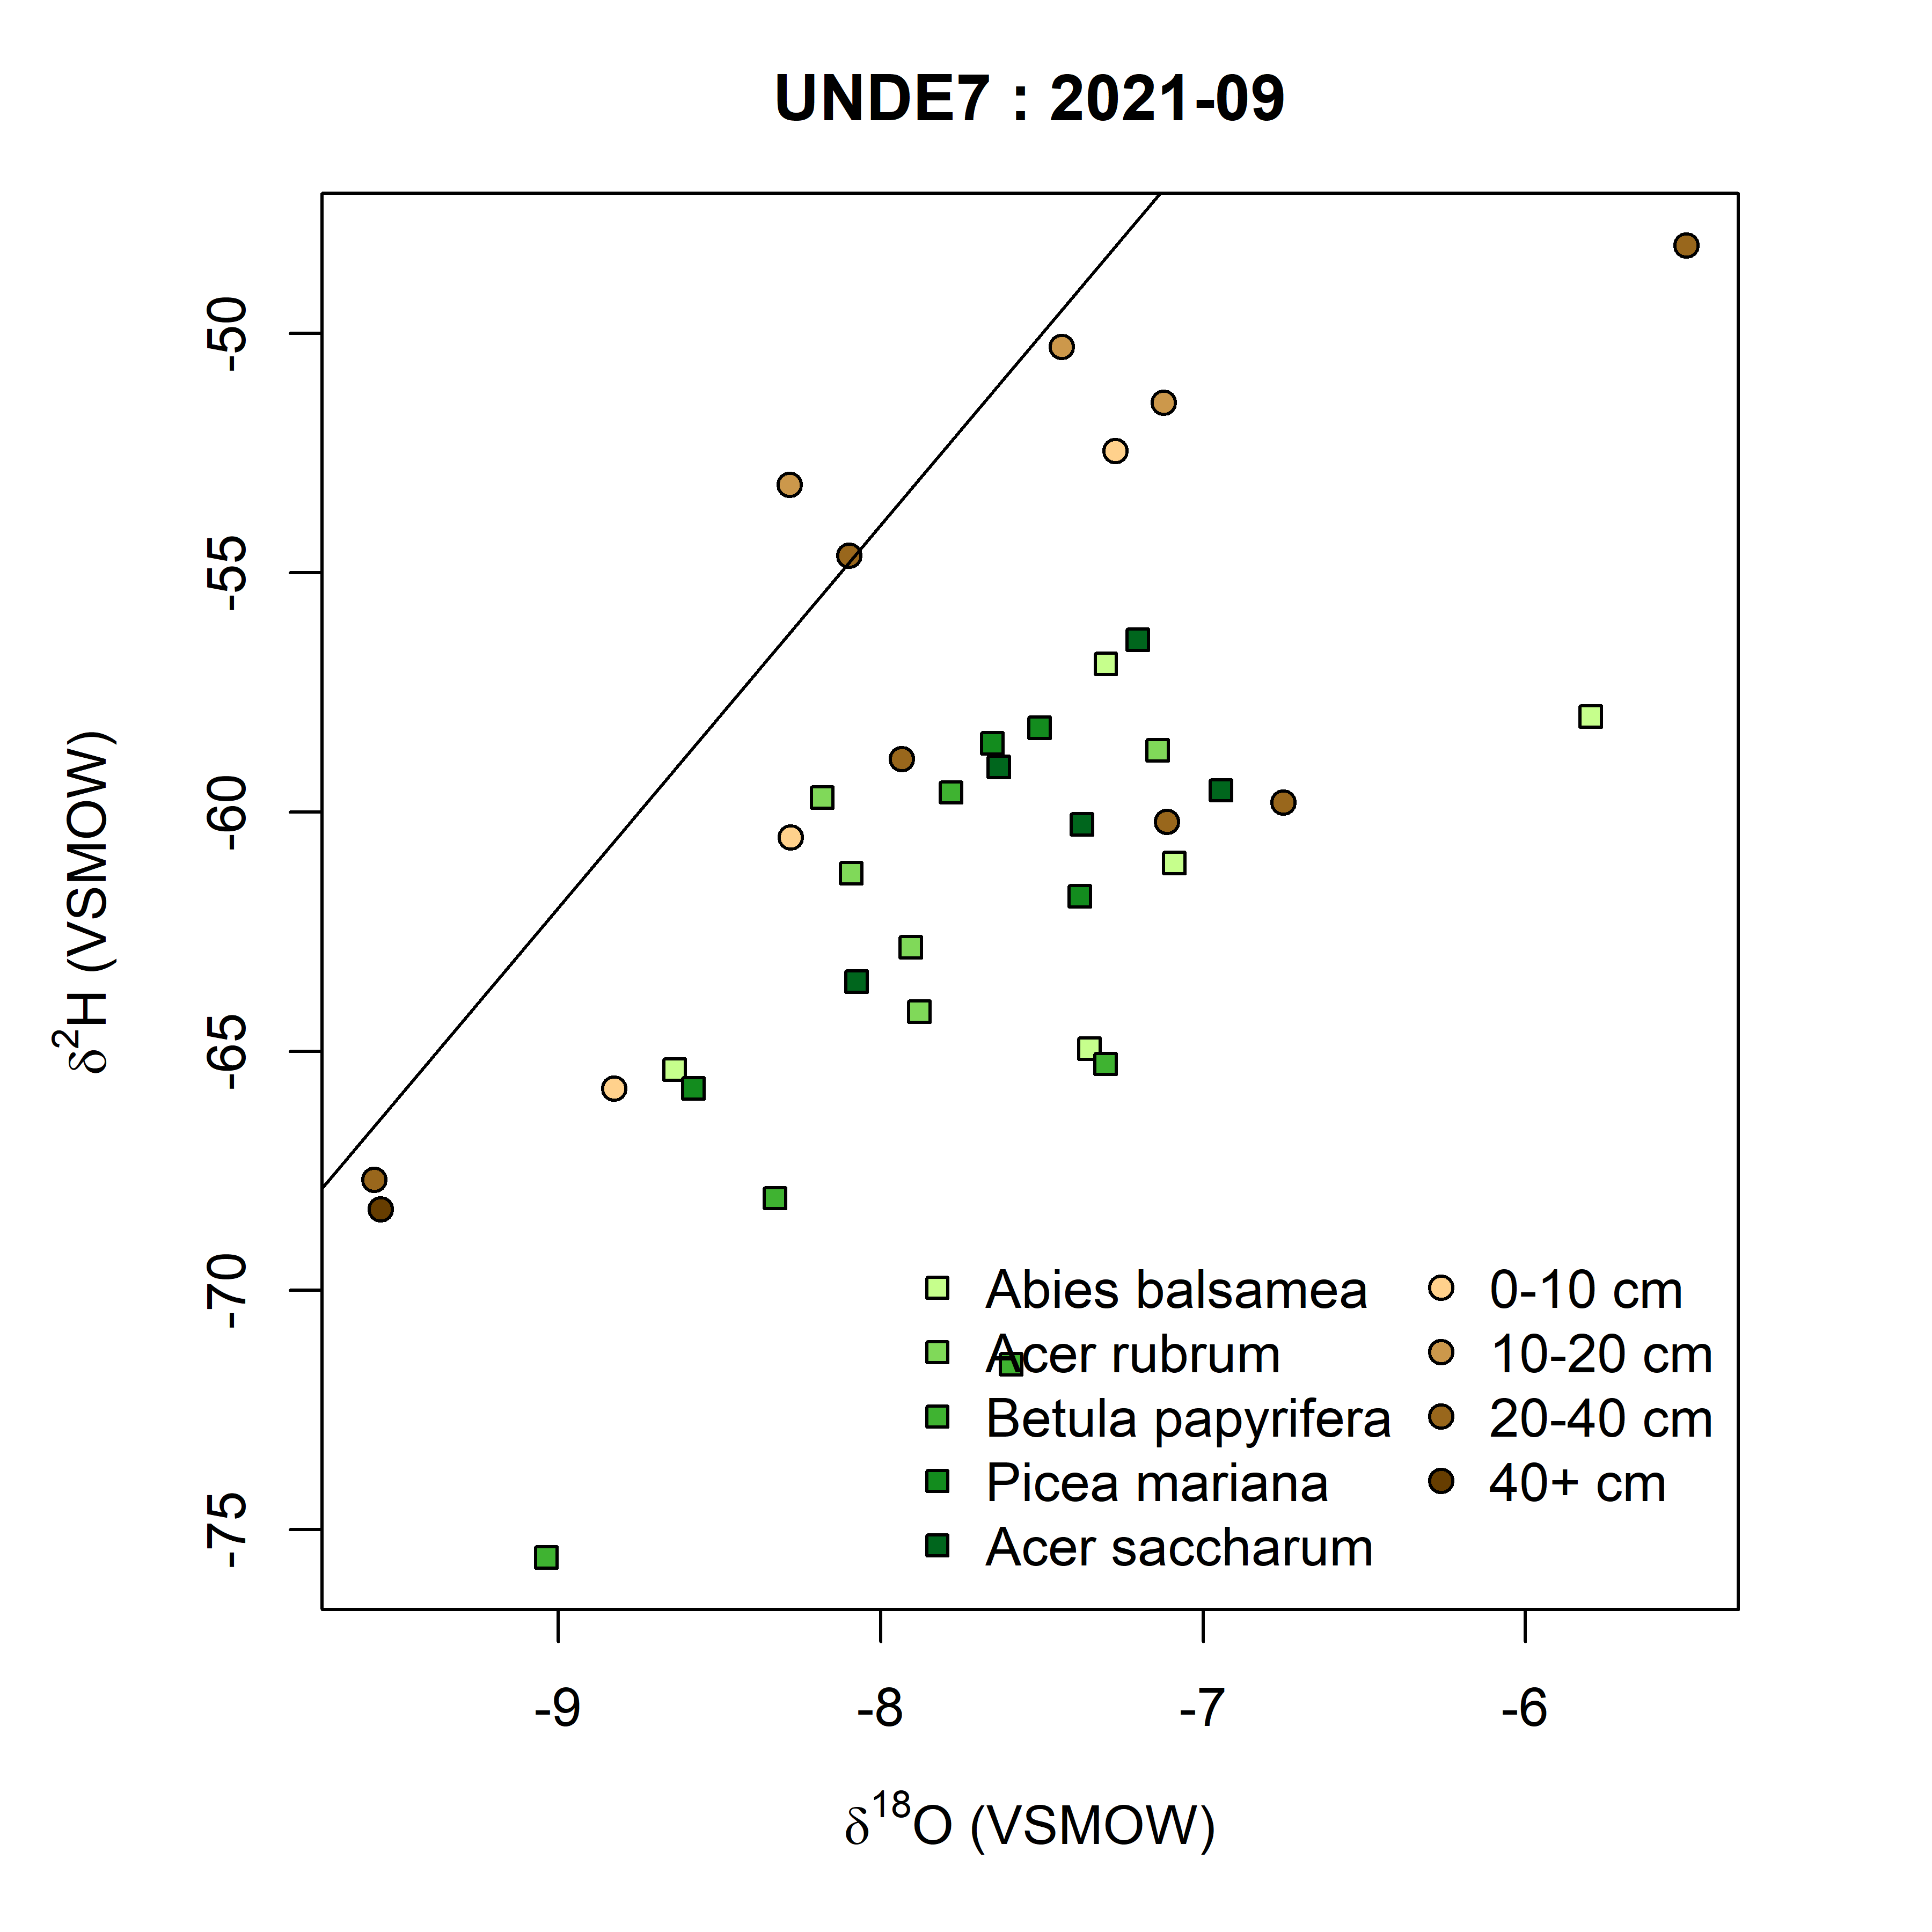 UNDE7 : 2021-09
δ2H (VSMOW)
-50
-55
-60
-65
-70
-75
Abies balsamea
Acer rubrum
Betula papyrifera
Picea mariana
Acer saccharum
0-10 cm
10-20 cm
20-40 cm
40+ cm
-9 -8 -7 -6
δ18O (VSMOW)